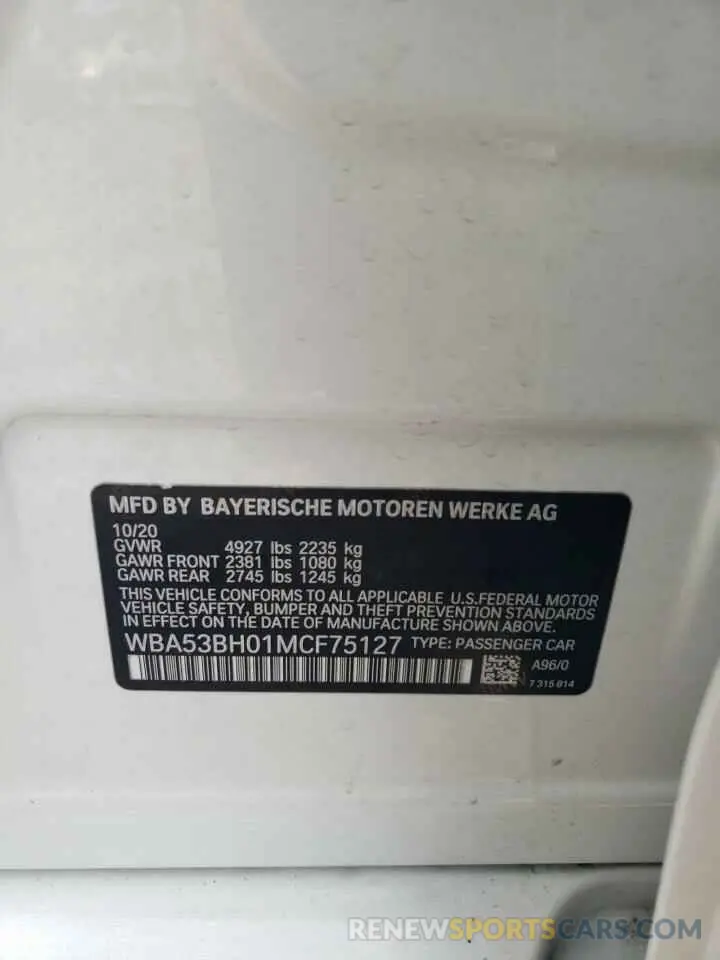 MFD BY BAYERISCHE MOTOREN WERKE AG
10/20
GVWR 4927 lbs 2235 kg
GAWR FRONT 2381 lbs 1080 kg
GAWR REAR 2745 lbs 1245 kg
THIS VEHICLE CONFORMS TO ALL APPLICABLE U.S.FEDERAL MOTOR
VEHICLE SAFETY, BUMPER AND THEFT PREVENTION STANDARDS
IN EFFECT ON THE DATE OF MANUFACTURE SHOWN ABOVE.
WBA53BH01MCF75127 TYPE: PASSENGER CAR
A96/0
7 315 814
RENEWSPORTSCARS.COM